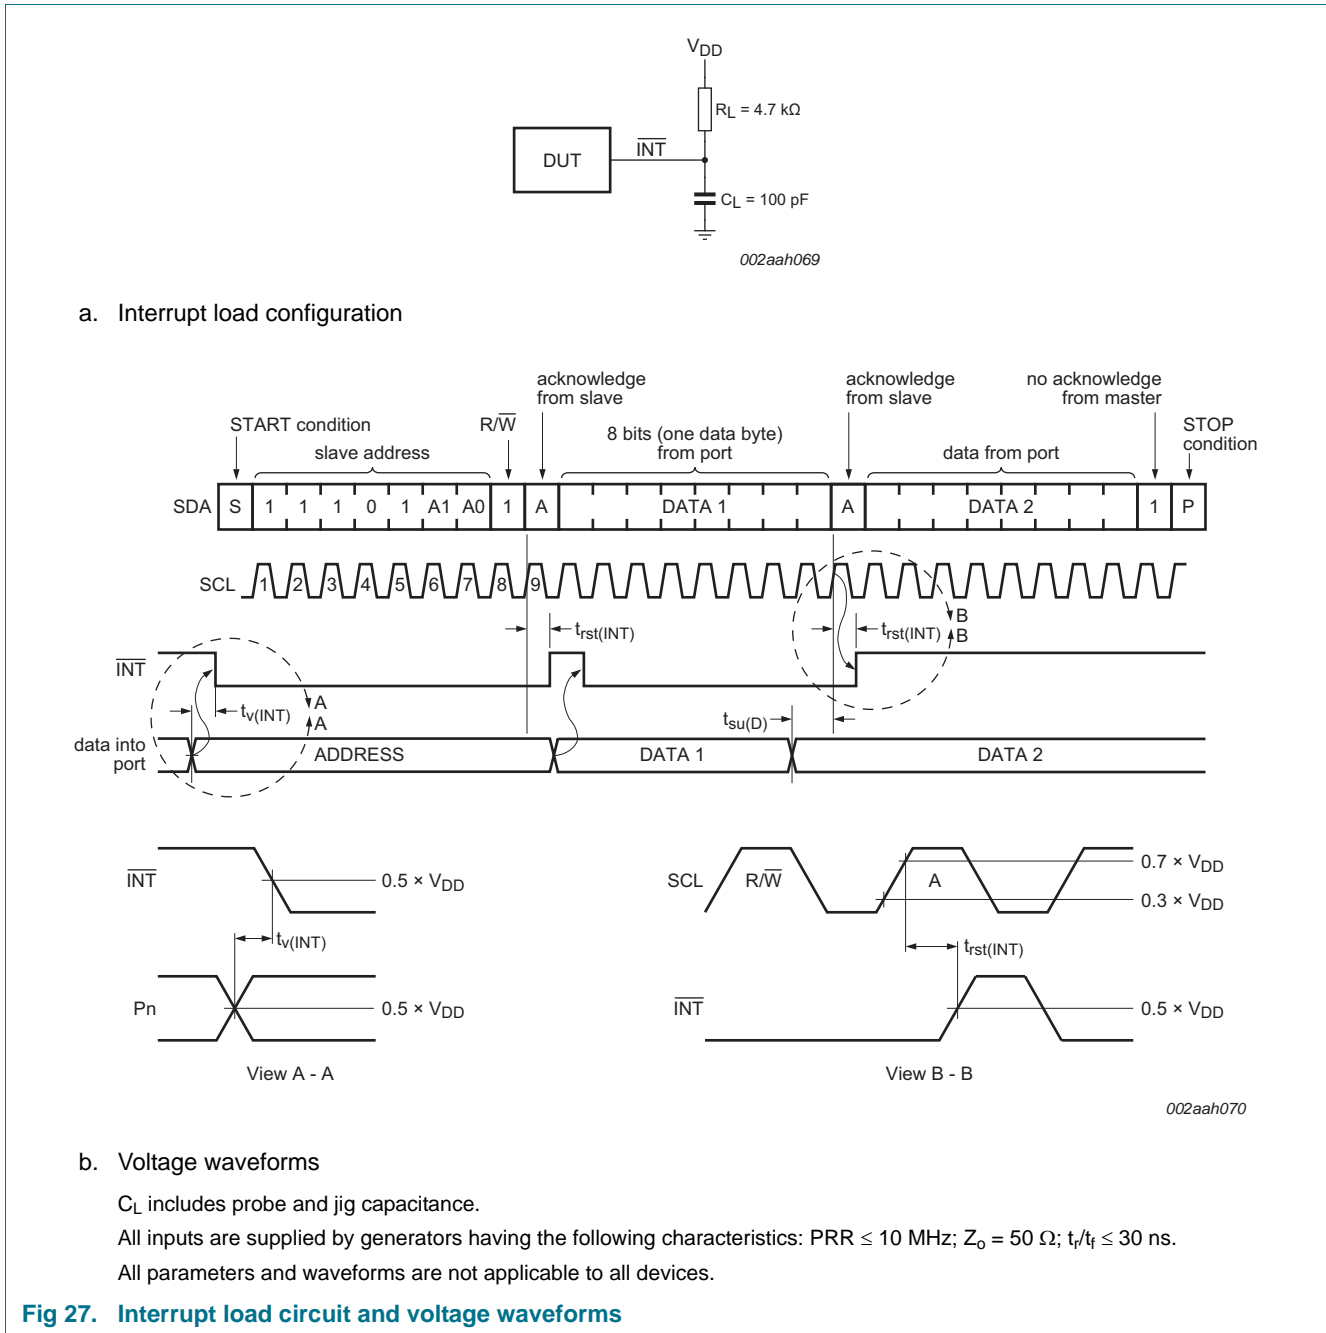 VDD
RL = 4.7 kΩ
DUT
INT
CL = 100 pF
002aah069
a. Interrupt load configuration
acknowledge from slave
acknowledge from slave
no acknowledge from master
START condition
R/W
8 bits (one data byte) from port
STOP condition
slave address
data from port
SDA S 1 1 1 0 1 A1 A0 1 A DATA 1 A DATA 2 1 P
SCL 1 2 3 4 5 6 7 8 9
trst(INT)
trst(INT)
B
B
INT
tv(INT)
A
A
tsu(D)
data into port
ADDRESS
DATA 1
DATA 2
INT
0.5 × VDD
tv(INT)
Pn
0.5 × VDD
View A - A
SCL
R/W
A
0.7 × VDD
0.3 × VDD
trst(INT)
INT
0.5 × VDD
View B - B
002aah070
b. Voltage waveforms
CL includes probe and jig capacitance.
All inputs are supplied by generators having the following characteristics: PRR ≤ 10 MHz; Zo = 50 Ω; tr/tf ≤ 30 ns.
All parameters and waveforms are not applicable to all devices.
Fig 27. Interrupt load circuit and voltage waveforms